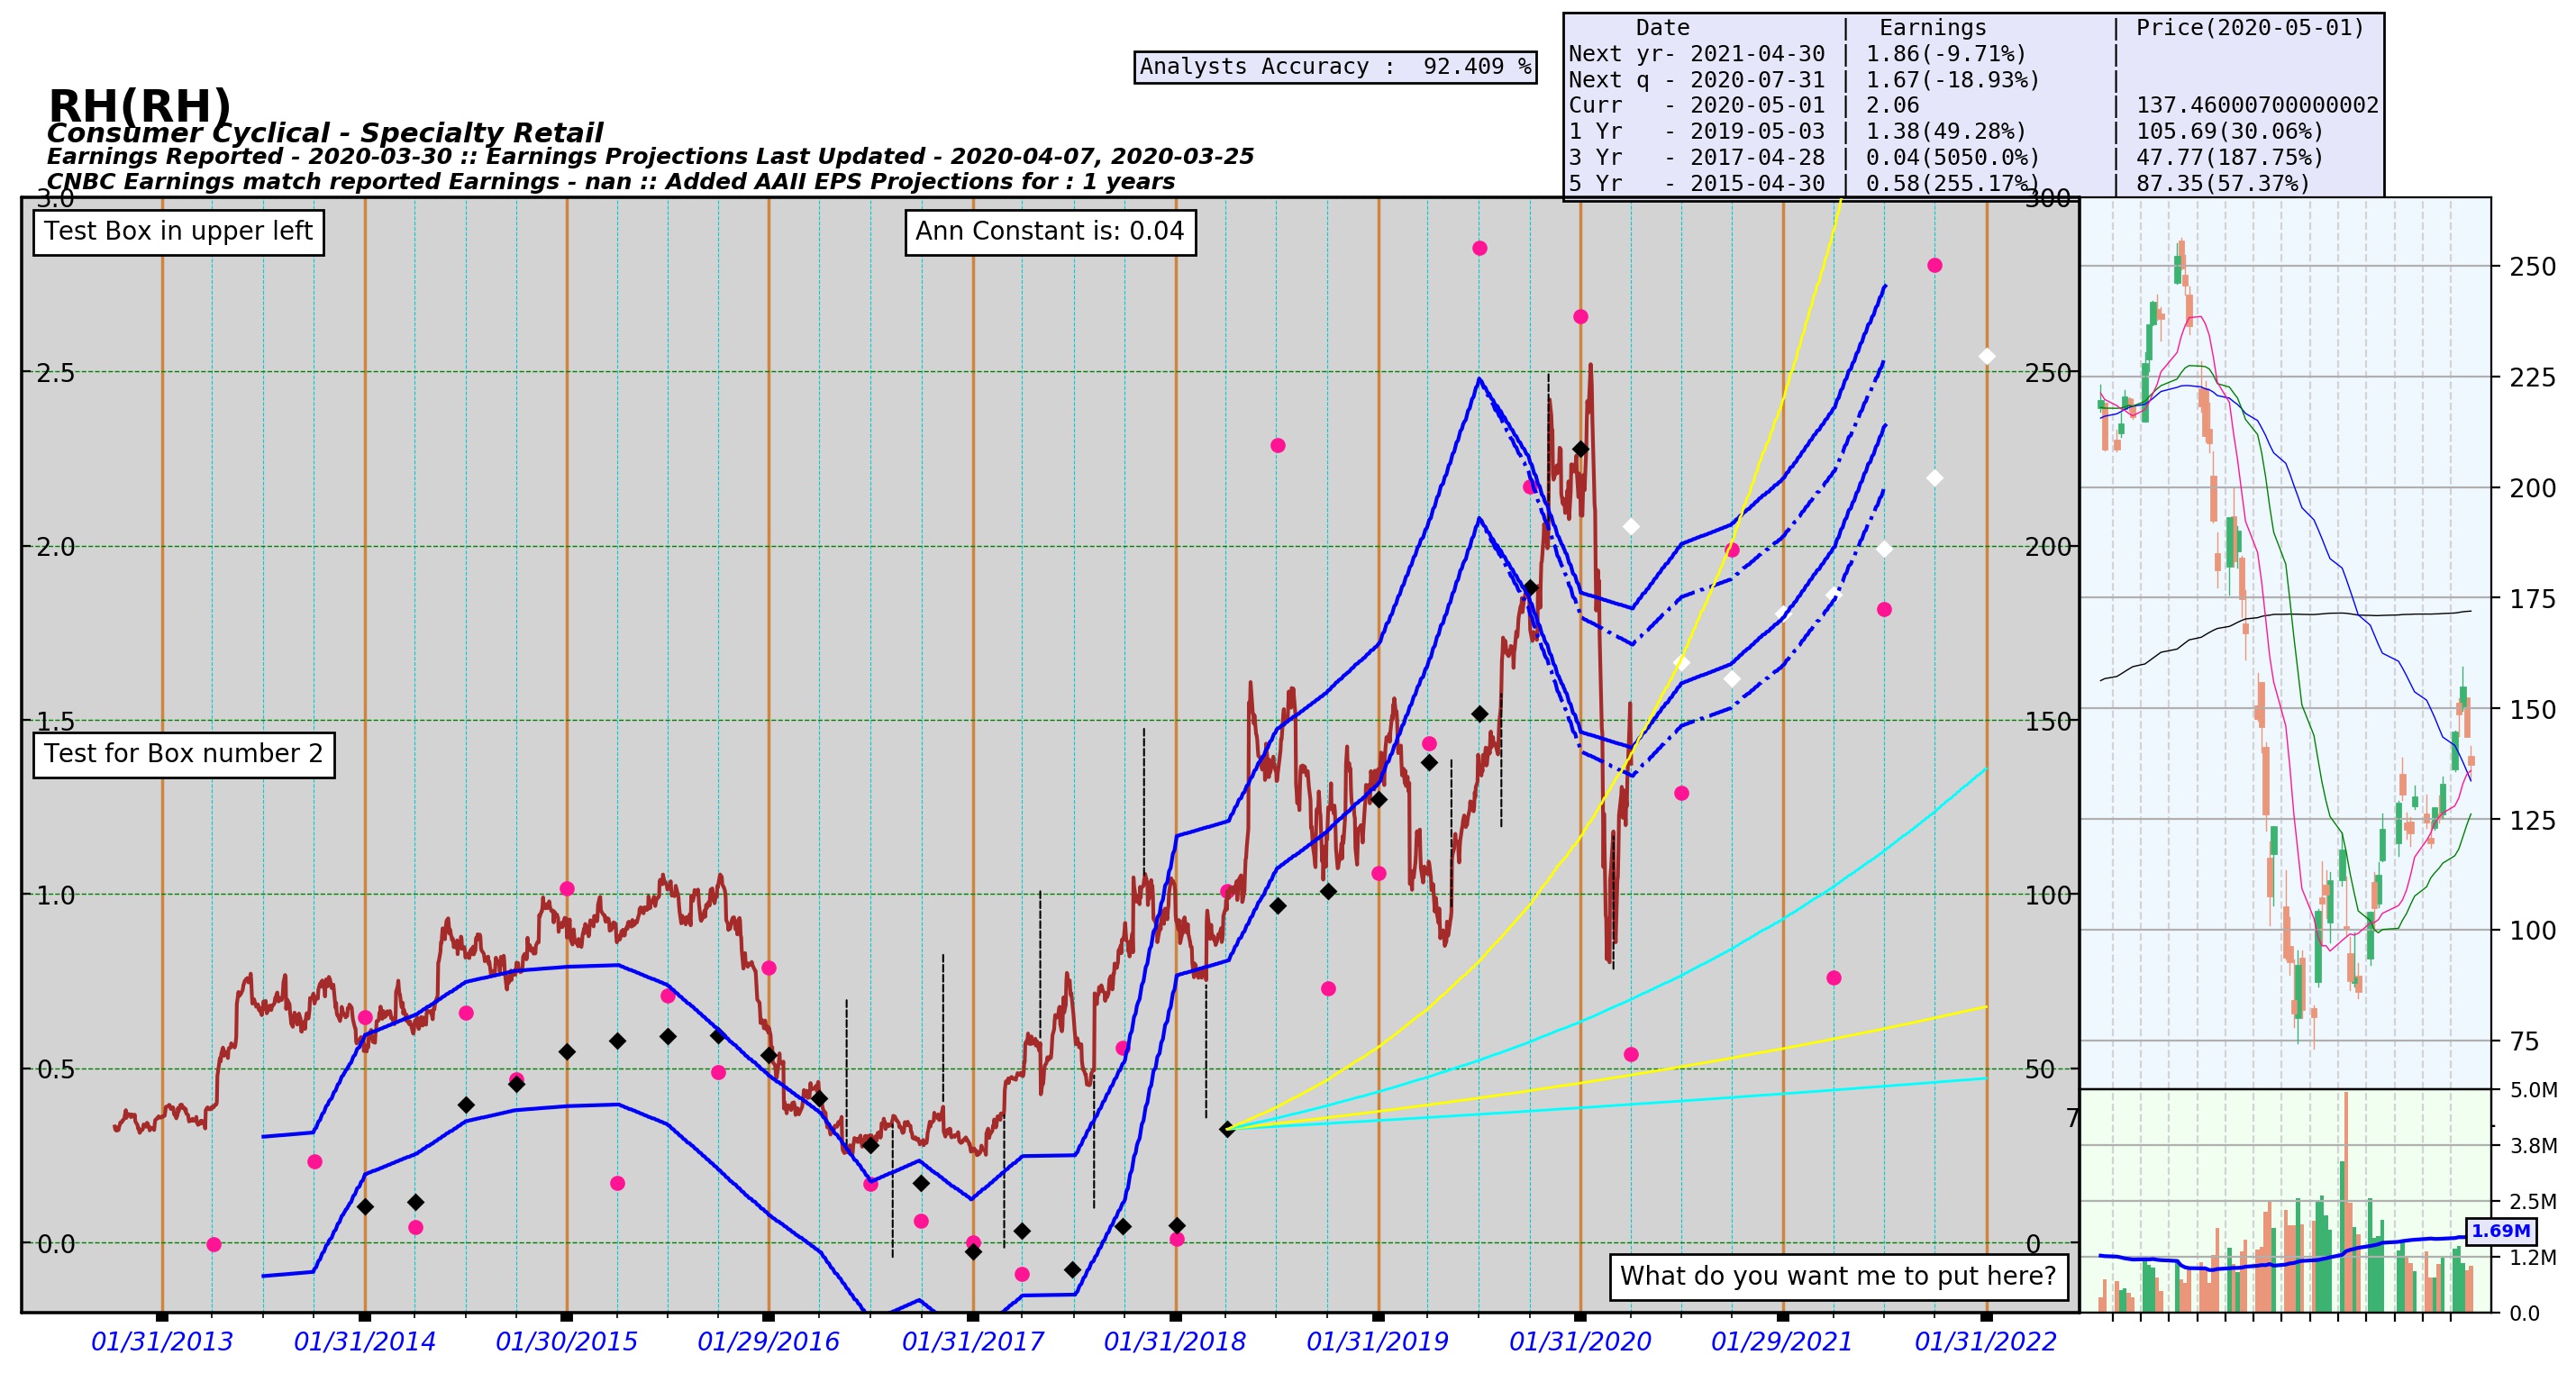 Date | Earnings | Price(2020-05-01)
Next yr- 2021-04-30 | 1.86(-9.71%) |
Next q - 2020-07-31 | 1.67(-18.93%) |
Curr - 2020-05-01 | 2.06 | 137.46000700000002
1 Yr - 2019-05-03 | 1.38(49.28%) | 105.69(30.06%)
3 Yr - 2017-04-28 | 0.04(5050.0%) | 47.77(187.75%)
5 Yr - 2015-04-30 | 0.58(255.17%) | 87.35(57.37%)
Analysts Accuracy : 92.409 %
RH(RH)
Consumer Cyclical - Specialty Retail
Earnings Reported - 2020-03-30 :: Earnings Projections Last Updated - 2020-04-07, 2020-03-25
CNBC Earnings match reported Earnings - nan :: Added AAII EPS Projections for : 1 years
Test Box in upper left
Ann Constant is: 0.04
Test for Box number 2
What do you want me to put here?
3.0
2.5
2.0
1.5
1.0
0.5
0.0
300
250
200
150
100
50
0
7
250
225
200
175
150
125
100
75
5.0M
3.8M
2.5M
1.69M
1.2M
0.0
01/31/2013 01/31/2014 01/30/2015 01/29/2016 01/31/2017 01/31/2018 01/31/2019 01/31/2020 01/29/2021 01/31/2022